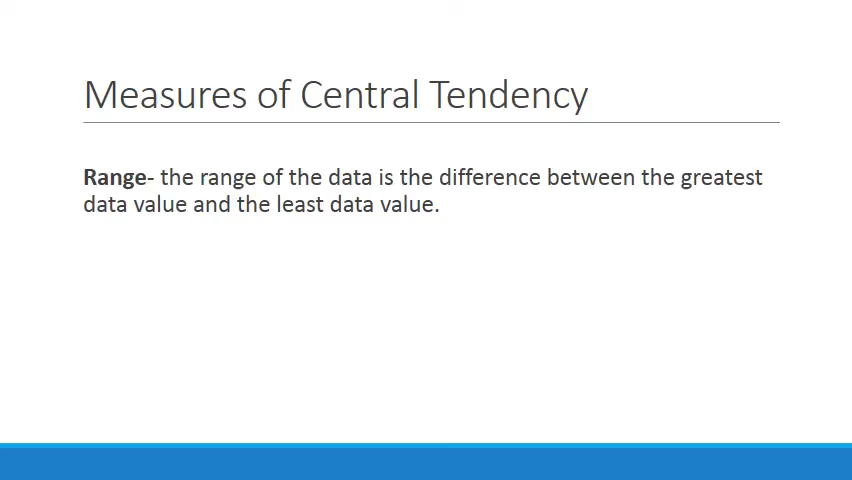 Measures of Central Tendency
Range- the range of the data is the difference between the greatest
data value and the least data value.